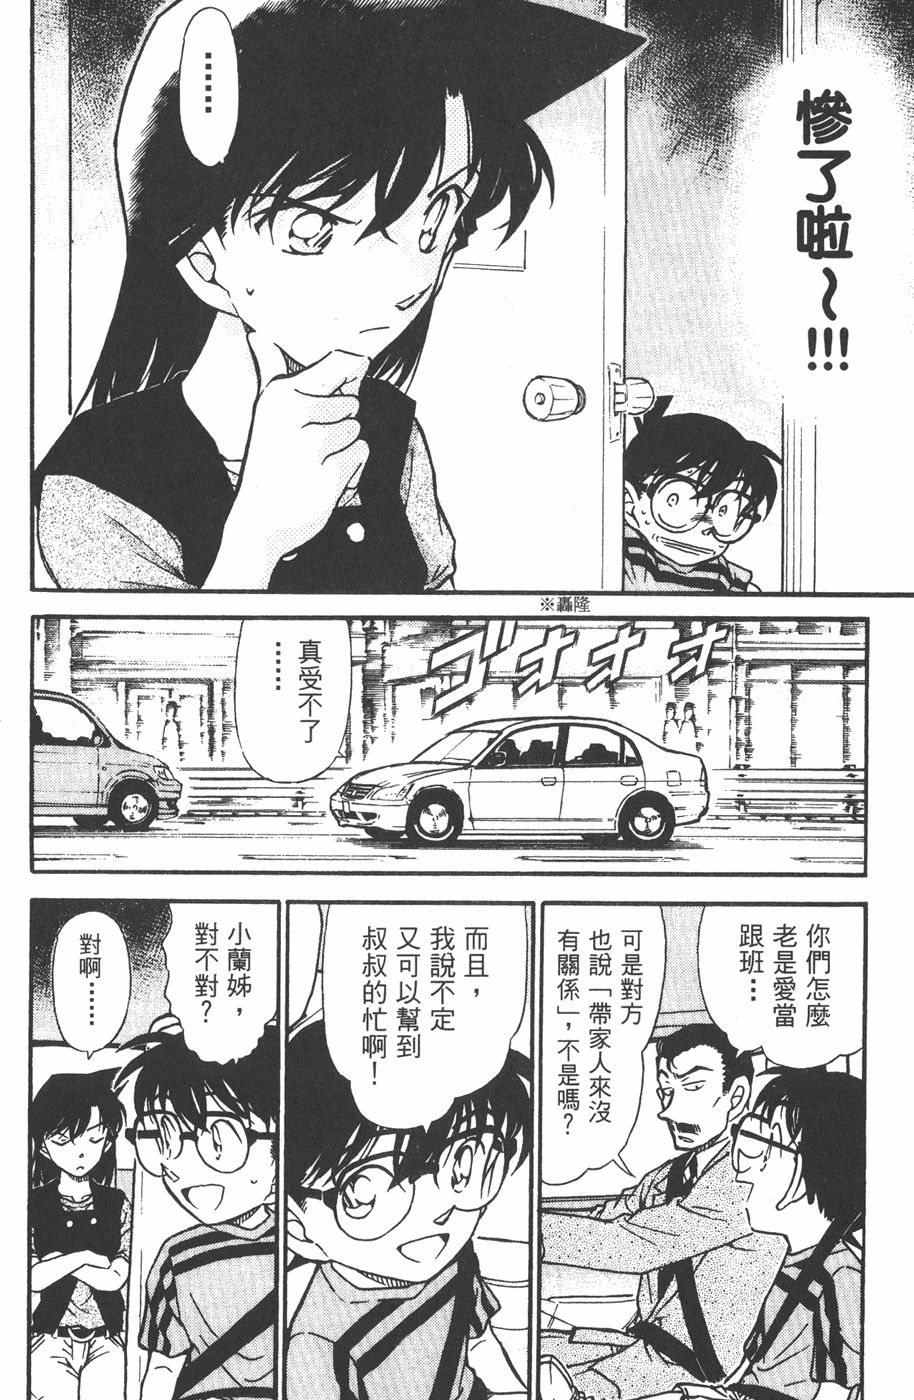 慘了啦～!!!
……
※轟隆
ゴオオオ
真受不了
……
你們怎麼
老是愛當
跟班…
可是對方
也說「帶家人來沒
有關係」，不是嗎？
而且，
我說不定
又可以幫到
叔叔的忙啊！
小蘭姊，
對不對？
對啊……